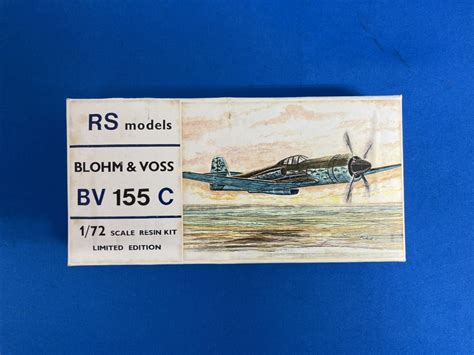 RS models
BLOHM & VOSS
BV 155 C
1/72 SCALE RESIN KIT
LIMITED EDITION